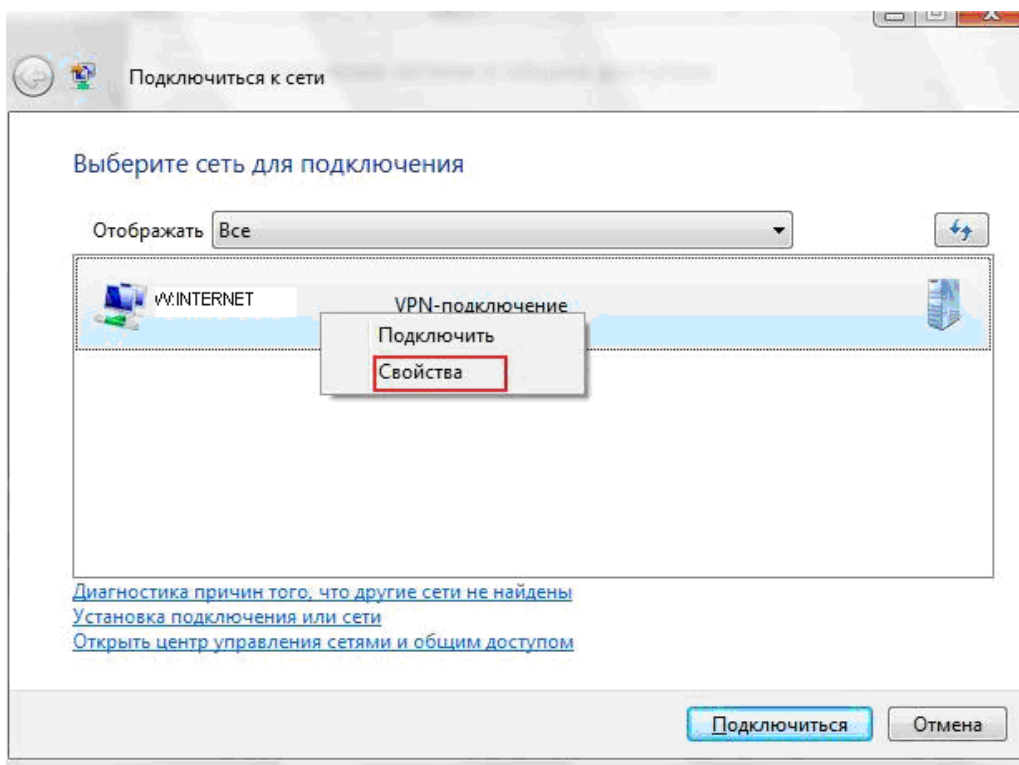 Подключиться к сети
Выберите сеть для подключения
Отображать Все
W.INTERNET VPN-подключение
Подключить
Свойства
Диагностика причин того, что другие сети не найдены
Установка подключения или сети
Открыть центр управления сетями и общим доступом
Подключиться Отмена